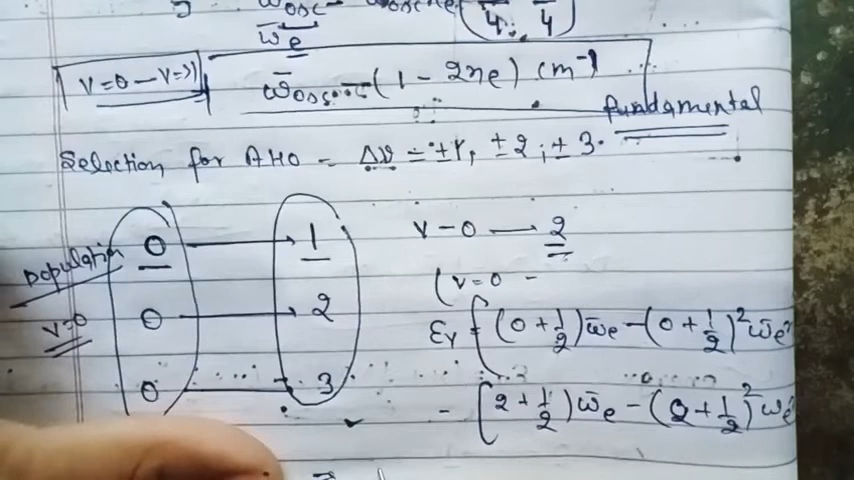 ω̄e
v=0 – v=>1
ω̄osc (1 - 2xe) cm⁻¹
fundamental
Selection for AHO - Δv = ±1, ±2, ±3.
Population
v=0
0 → 1
0 → 2
0 → 3
v-0 → 2
(v=0 -
εv = [(0+1/2)ω̄e - (0+1/2)²ω̄e
- [(2+1/2)ω̄e - (2+1/2)²ωe